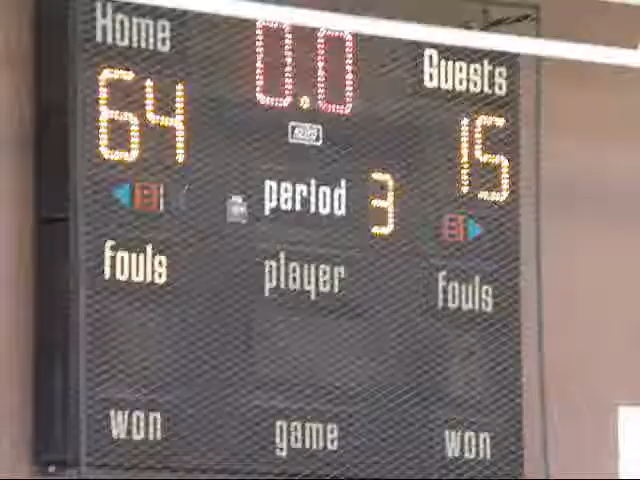 Home 0.0 Guests
64 15
period 3
fouls player fouls
won game won